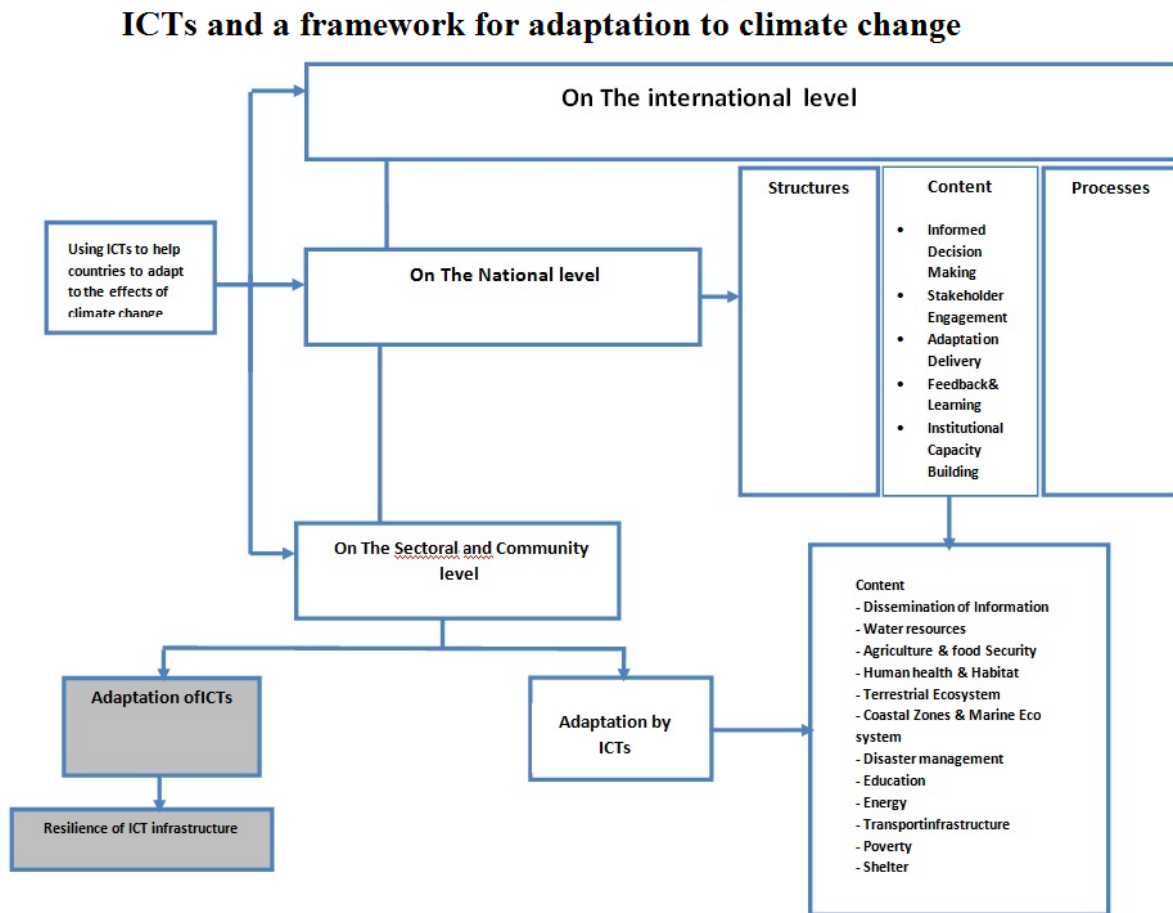 ICTs and a framework for adaptation to climate change
On The international level
Structures
Content
• Informed
Decision
Making
• Stakeholder
Engagement
• Adaptation
Delivery
• Feedback&
Learning
• Institutional
Capacity
Building
Processes
Using ICTs to help
countries to adapt
to the effects of
climate change
On The National level
On The Sectoral and Community
level
Adaptation ofICTs
Resilience of ICT infrastructure
Adaptation by
ICTs
Content
- Dissemination of Information
- Water resources
- Agriculture & food Security
- Human health & Habitat
- Terrestrial Ecosystem
- Coastal Zones & Marine Eco
system
- Disaster management
- Education
- Energy
- Transportinfrastructure
- Poverty
- Shelter